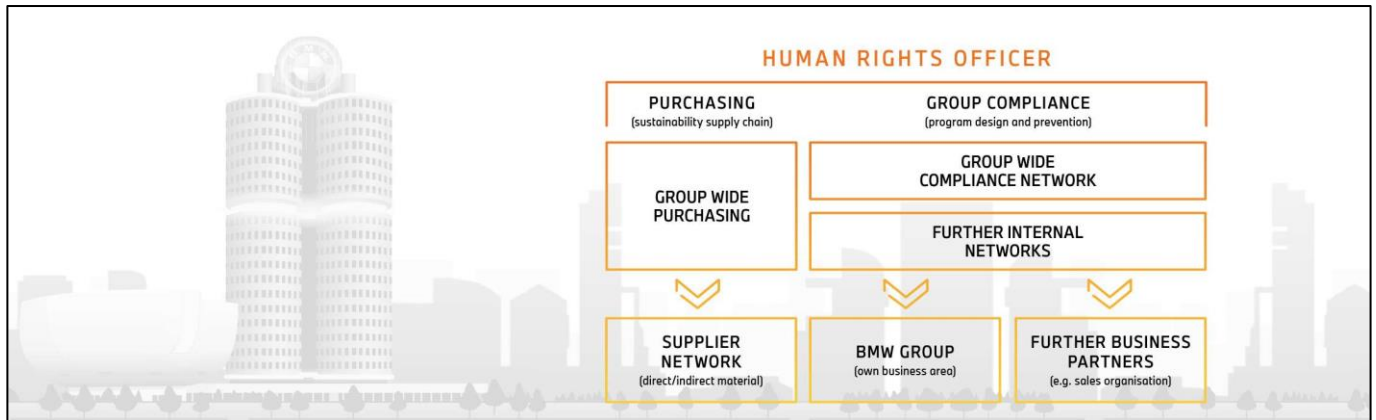 HUMAN RIGHTS OFFICER
PURCHASING
(sustainability supply chain)
GROUP COMPLIANCE
(program design and prevention)
GROUP WIDE
PURCHASING
GROUP WIDE
COMPLIANCE NETWORK
FURTHER INTERNAL
NETWORKS
SUPPLIER
NETWORK
(direct/indirect material)
BMW GROUP
(own business area)
FURTHER BUSINESS
PARTNERS
(e.g. sales organisation)